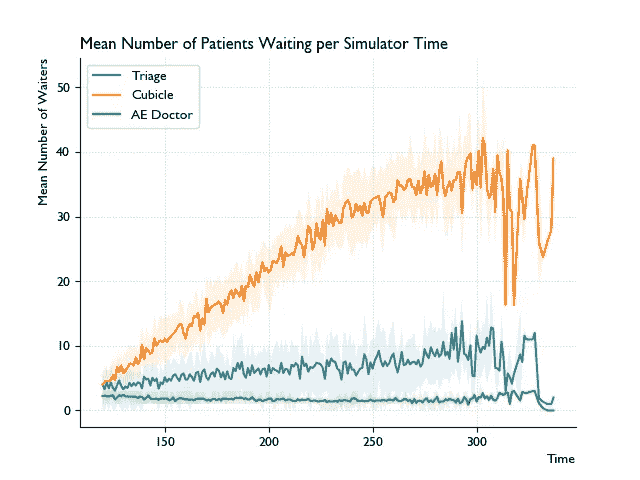 Mean Number of Patients Waiting per Simulator Time
Mean Number of Waiters
Triage
Cubicle
AE Doctor
50
40
30
20
10
0
150
200
250
300
Time